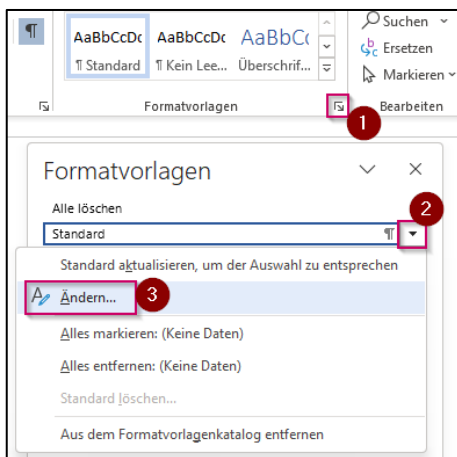 ¶
AaBbCcDc AaBbCcDc AaBbCc
¶ Standard ¶ Kein Lee... Überschrif...
Suchen
Ersetzen
Markieren
Formatvorlagen
Bearbeiten
1
Formatvorlagen
2
Alle löschen
Standard ¶
Standard aktualisieren, um der Auswahl zu entsprechen
Ändern...
3
Alles markieren: (Keine Daten)
Alles entfernen: (Keine Daten)
Standard löschen...
Aus dem Formatvorlagenkatalog entfernen